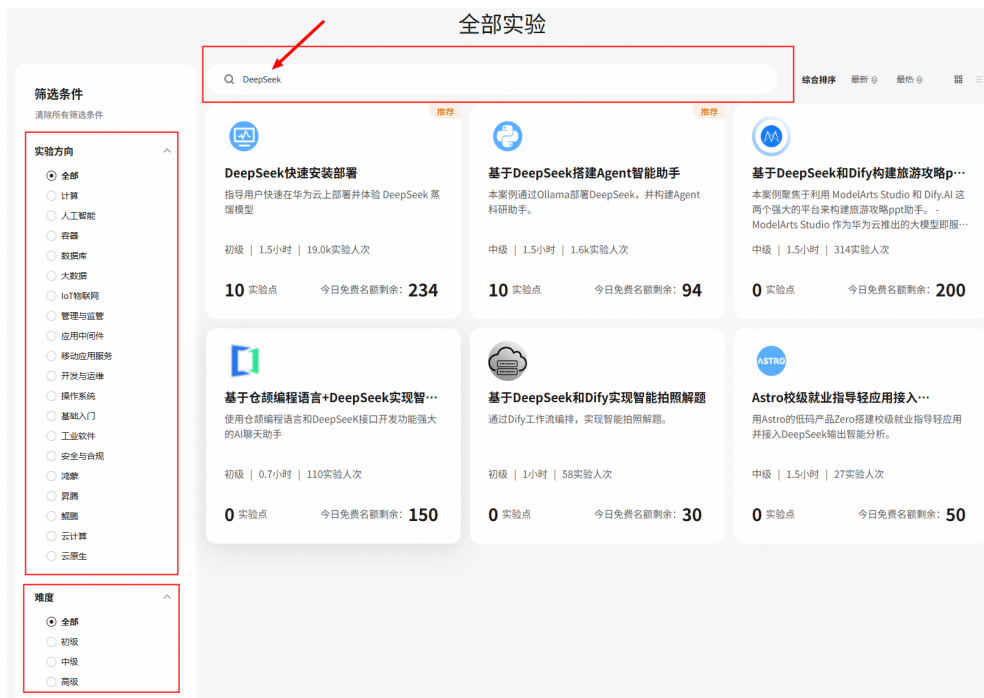 全部实验
DeepSeek
综合排序
最新
最热
筛选条件
清除所有筛选条件
实验方向
全部
计算
人工智能
容器
数据库
大数据
IoT物联网
管理与监管
应用中间件
移动应用服务
开发与运维
操作系统
基础入门
工业软件
安全与合规
鸿蒙
昇腾
鲲鹏
云计算
云原生
难度
全部
初级
中级
高级
推荐
DeepSeek快速安装部署
指导用户快速在华为云上部署并体验 DeepSeek 蒸
馏模型
初级 | 1.5小时 | 19.0k实验人次
10 实验点 今日免费名额剩余: 234
推荐
基于DeepSeek搭建Agent智能助手
本案例通过Ollama部署DeepSeek，并构建Agent
科研助手。
中级 | 1.5小时 | 1.6k实验人次
10 实验点 今日免费名额剩余: 94
基于DeepSeek和Dify构建旅游攻略p···
本案例聚焦于利用 ModelArts Studio 和 Dify.AI 这
两个强大的平台来构建旅游攻略ppt助手。 -
ModelArts Studio 作为华为云推出的大模型即服···
中级 | 1.5小时 | 314实验人次
0 实验点 今日免费名额剩余: 200
基于仓颉编程语言+DeepSeek实现智···
使用仓颉编程语言和DeepSeeK接口开发功能强大
的AI聊天助手
初级 | 0.7小时 | 110实验人次
0 实验点 今日免费名额剩余: 150
基于DeepSeek和Dify实现智能拍照解题
通过Dify工作流编排，实现智能拍照解题。
初级 | 1小时 | 58实验人次
0 实验点 今日免费名额剩余: 30
ASTRO
Astro校级就业指导轻应用接入···
用Astro的低码产品Zero搭建校级就业指导轻应用
并接入DeepSeek输出智能分析。
中级 | 1.5小时 | 27实验人次
0 实验点 今日免费名额剩余: 50